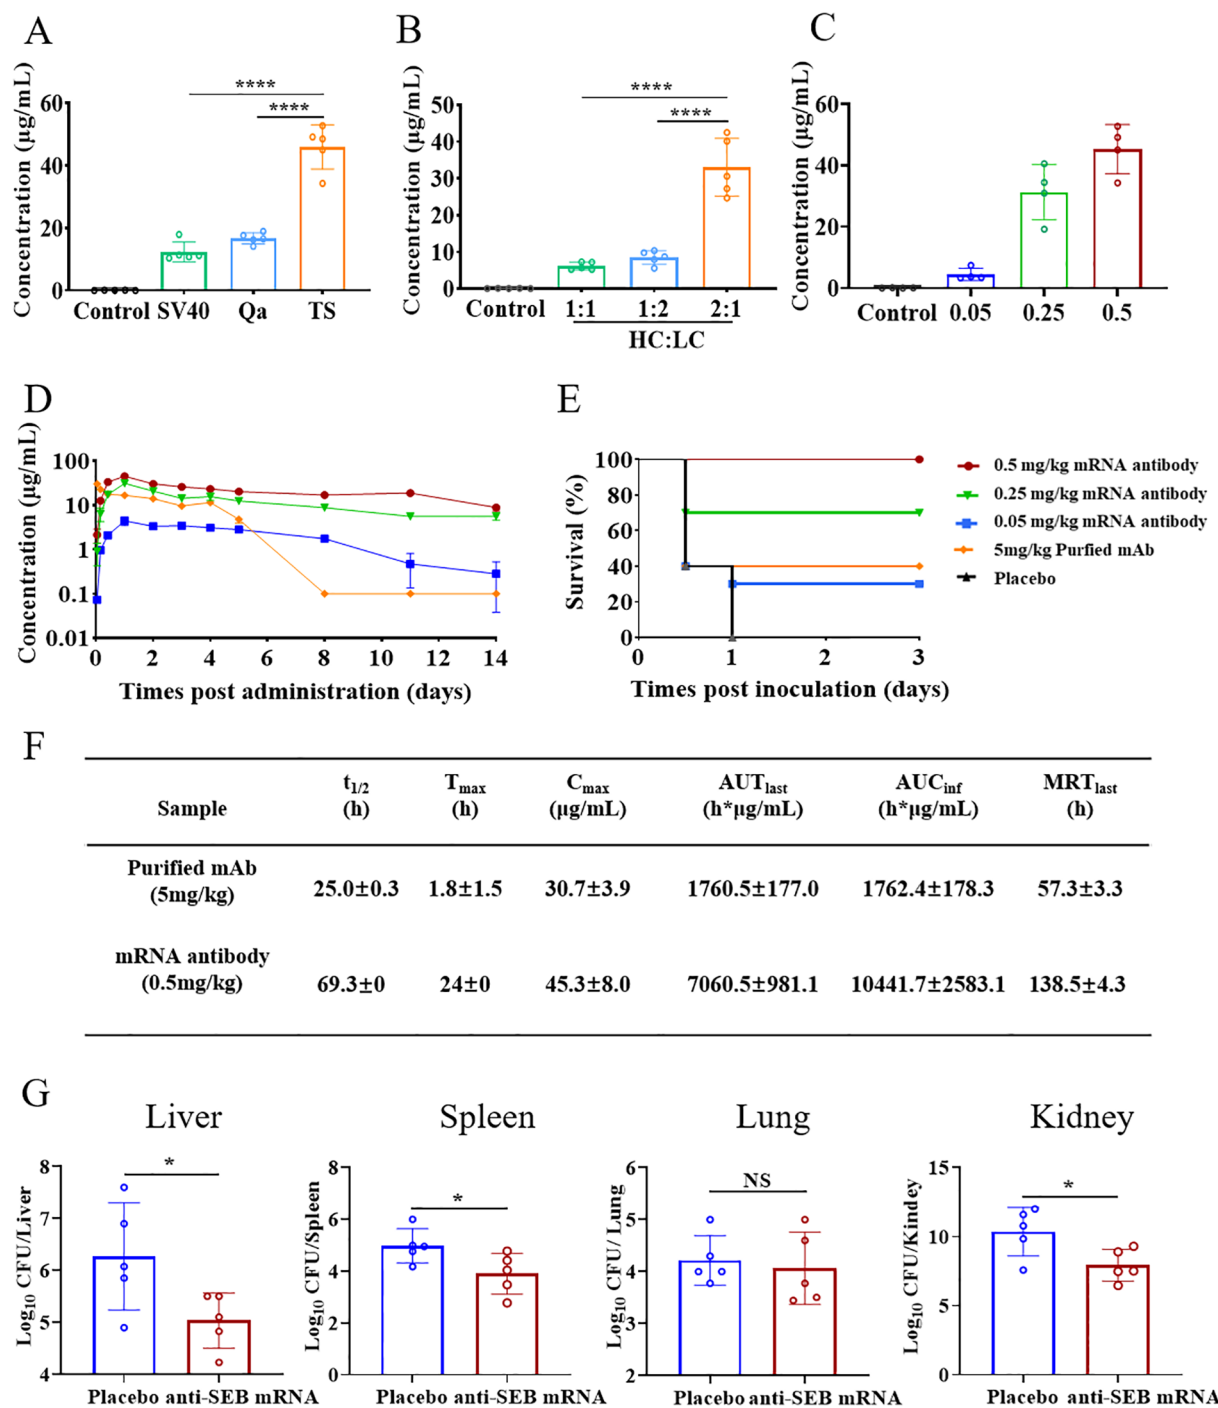 A
Concentration (µg/mL)
60
40
20
0
****
****
Control SV40 Qa TS
B
Concentration (µg/mL)
50
40
30
20
10
0
****
****
Control 1:1 1:2 2:1
HC:LC
C
Concentration (µg/mL)
60
40
20
0
Control 0.05 0.25 0.5
D
Concentration (µg/mL)
100
10
1
0.1
0.01
0 2 4 6 8 10 12 14
Times post administration (days)
E
Survival (%)
100
80
60
40
20
0
0 1 2 3
Times post inoculation (days)
0.5 mg/kg mRNA antibody
0.25 mg/kg mRNA antibody
0.05 mg/kg mRNA antibody
5mg/kg Purfied mAb
Placebo
F
Sample t1/2 (h) Tmax (h) Cmax (µg/mL) AUTlast (h*µg/mL) AUCinf (h*µg/mL) MRTlast (h)
Purified mAb
(5mg/kg) 25.0±0.3 1.8±1.5 30.7±3.9 1760.5±177.0 1762.4±178.3 57.3±3.3
mRNA antibody
(0.5mg/kg) 69.3±0 24±0 45.3±8.0 7060.5±981.1 10441.7±2583.1 138.5±4.3
G
Liver
Log10 CFU/Liver
8
7
6
5
4
*
Placebo anti-SEB mRNA
Spleen
Log10 CFU/Spleen
8
6
4
2
0
*
Placebo anti-SEB mRNA
Lung
Log10 CFU/ Lung
6
5
4
3
2
NS
Placebo anti-SEB mRNA
Kidney
Log10 CFU/Kindey
15
10
5
0
*
Placebo anti-SEB mRNA